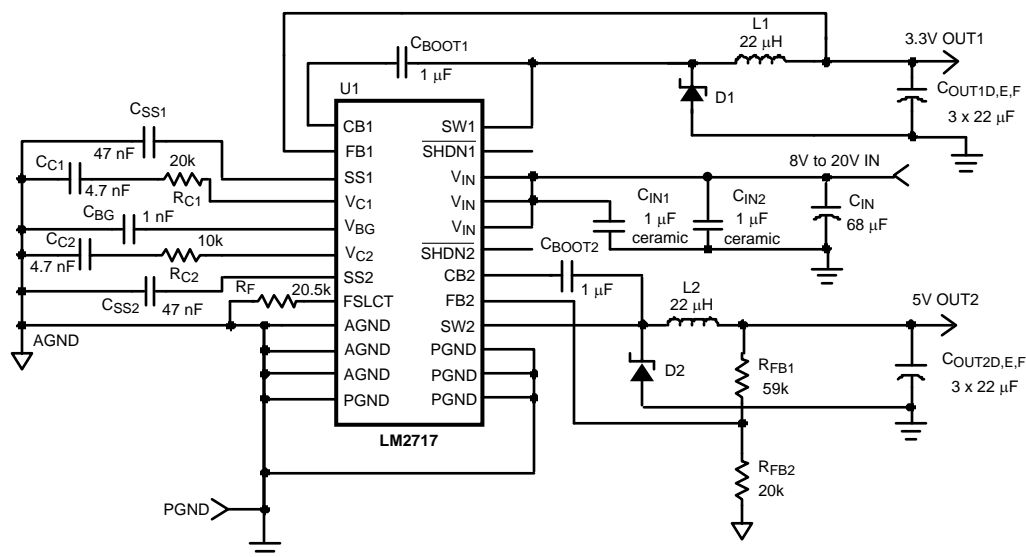 L1
22 μH
3.3V OUT1
CBOOT1
1 μF
D1
COUT1D,E,F
3 x 22 μF
U1
CSS1
47 nF
CC1
4.7 nF
20k
RC1
CBG
1 nF
CC2
4.7 nF
10k
RC2
CSS2
47 nF
RF
20.5k
AGND
CB1
FB1
SS1
VC1
VBG
VC2
SS2
FSLCT
AGND
AGND
AGND
PGND
SW1
SHDN1
VIN
VIN
VIN
SHDN2
CB2
FB2
SW2
PGND
PGND
PGND
LM2717
8V to 20V IN
CIN1
1 μF
ceramic
CIN2
1 μF
ceramic
CIN
68 μF
CBOOT2
1 μF
L2
22 μH
5V OUT2
D2
RFB1
59k
COUT2D,E,F
3 x 22 μF
RFB2
20k
PGND